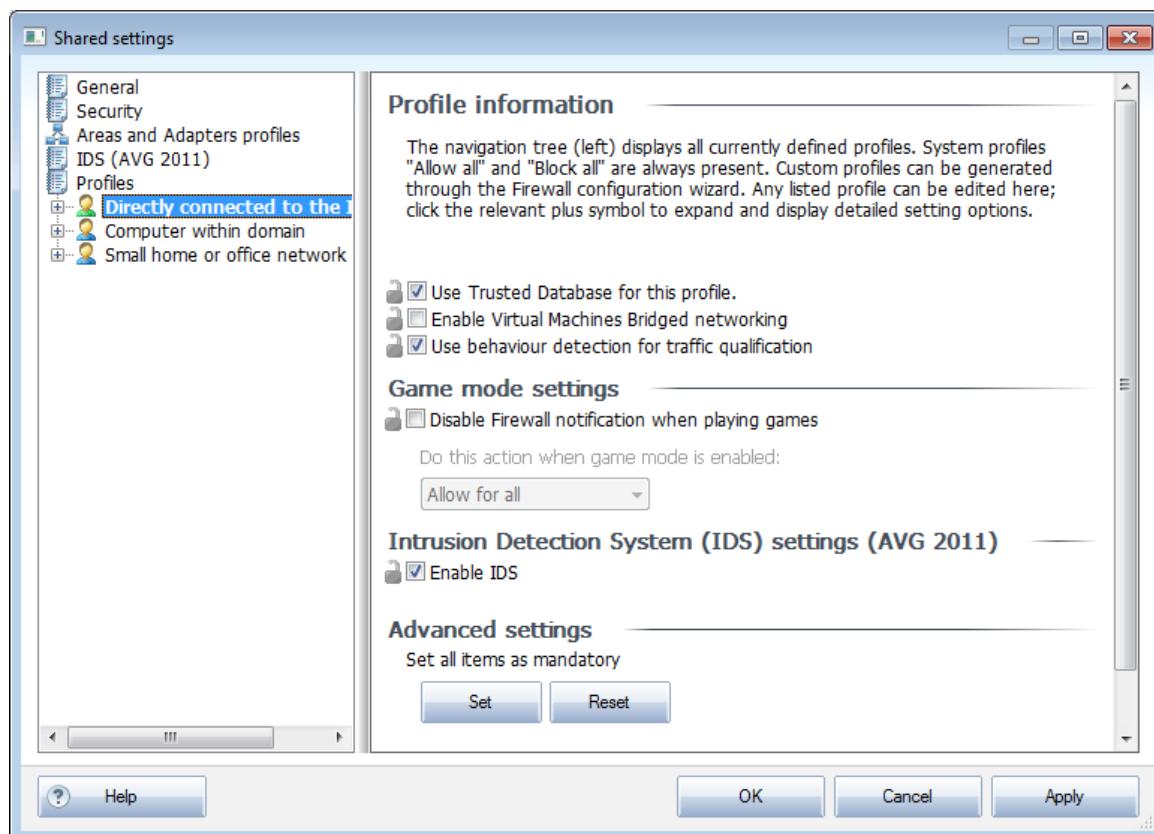 Shared settings
General
Security
Areas and Adapters profiles
IDS (AVG 2011)
Profiles
Directly connected to the I
Computer within domain
Small home or office network
Profile information
The navigation tree (left) displays all currently defined profiles. System profiles
"Allow all" and "Block all" are always present. Custom profiles can be generated
through the Firewall configuration wizard. Any listed profile can be edited here;
click the relevant plus symbol to expand and display detailed setting options.
Use Trusted Database for this profile.
Enable Virtual Machines Bridged networking
Use behaviour detection for traffic qualification
Game mode settings
Disable Firewall notification when playing games
Do this action when game mode is enabled:
Allow for all
Intrusion Detection System (IDS) settings (AVG 2011)
Enable IDS
Advanced settings
Set all items as mandatory
Set Reset
? Help OK Cancel Apply